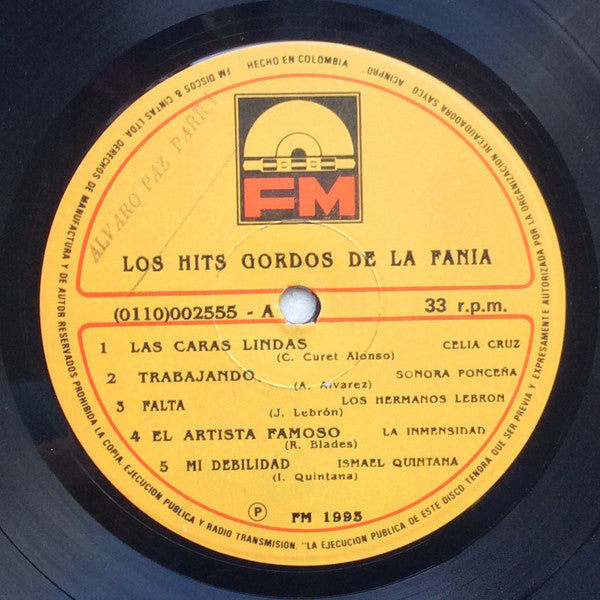 HECHO EN COLOMBIA
FM DISCOS & CINTAS LTDA. DERECHOS DE MANUFACTURA Y DE AUTOR RESERVADOS PROHIBIDA LA COPIA, EJECUCION PUBLICA Y RADIO TRANSMISION. "LA EJECUCION PUBLICA DE ESTE DISCO TENDRA QUE SER PREVIA Y EXPRESAMENTE AUTORIZADA POR LA ORGANIZACION RECAUDADORA SAYCO ACINPRO"
ALVARO PAZ PARRA
FM
LOS HITS GORDOS DE LA FANIA
(0110)002555 - A 33 r.p.m.
1 LAS CARAS LINDAS CELIA CRUZ
(C. Curet Alonso)
2 TRABAJANDO. SONORA PONCEÑA
(A. Alvarez)
3 FALTA LOS HERMANOS LEBRON
(J. Lebrón)
4 EL ARTISTA FAMOSO LA INMENSIDAD
(R. Blades)
5 MI DEBILIDAD ISMAEL QUINTANA
(I. Quintana)
Ⓟ FM 1993